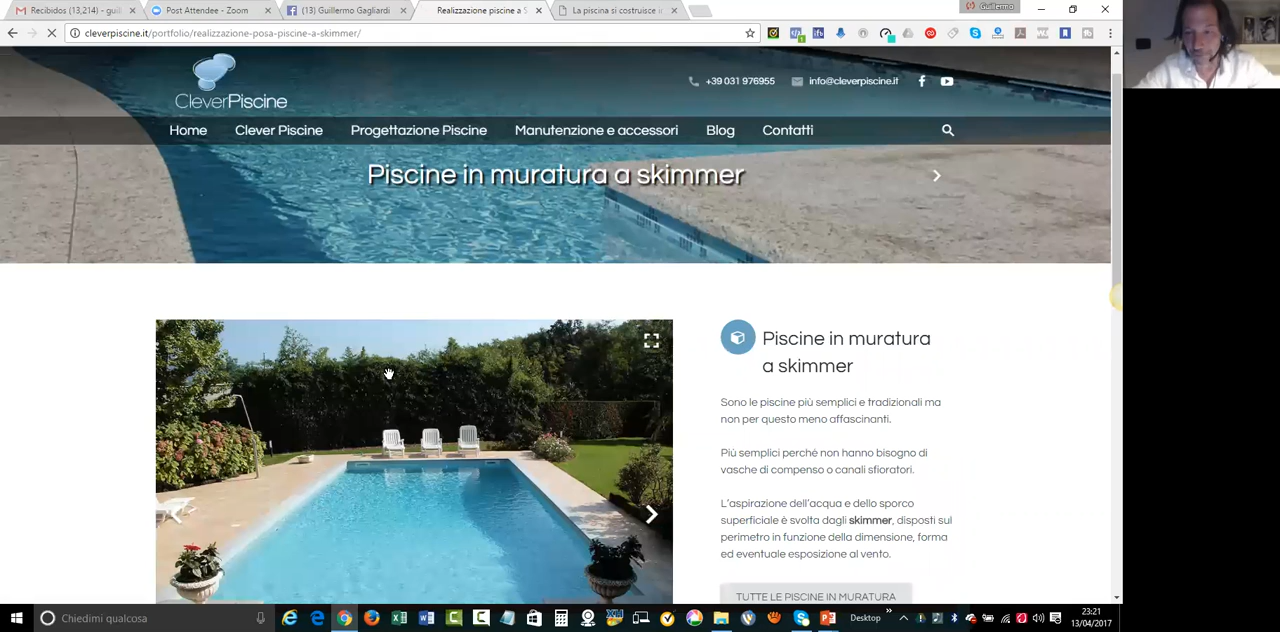 Recibidos (13,214) - gui
Post Attendee - Zoom
(13) Guillermo Gagliardi
Realizzazione piscine a S
La piscina si costruisce i
Guillermo
cleverpiscine.it/portfolio/realizzazione-posa-piscine-a-skimmer/
CleverPiscine
+39 031 976955
info@cleverpiscine.it
Home
Clever Piscine
Progettazione Piscine
Manutenzione e accessori
Blog
Contatti
Piscine in muratura a skimmer
Piscine in muratura
a skimmer
Sono le piscine più semplici e tradizionali ma
non per questo meno affascinanti.
Più semplici perchè non hanno bisogno di
vasche di compenso o canali sfioratori.
L'aspirazione dell'acqua e dello sporco
superficiale è svolta dagli skimmer, disposti sul
perimetro in funzione della dimensione, forma
ed eventuale esposizione al vento.
TUTTE LE PISCINE IN MURATURA
Chiedimi qualcosa
Desktop
23:21
13/04/2017